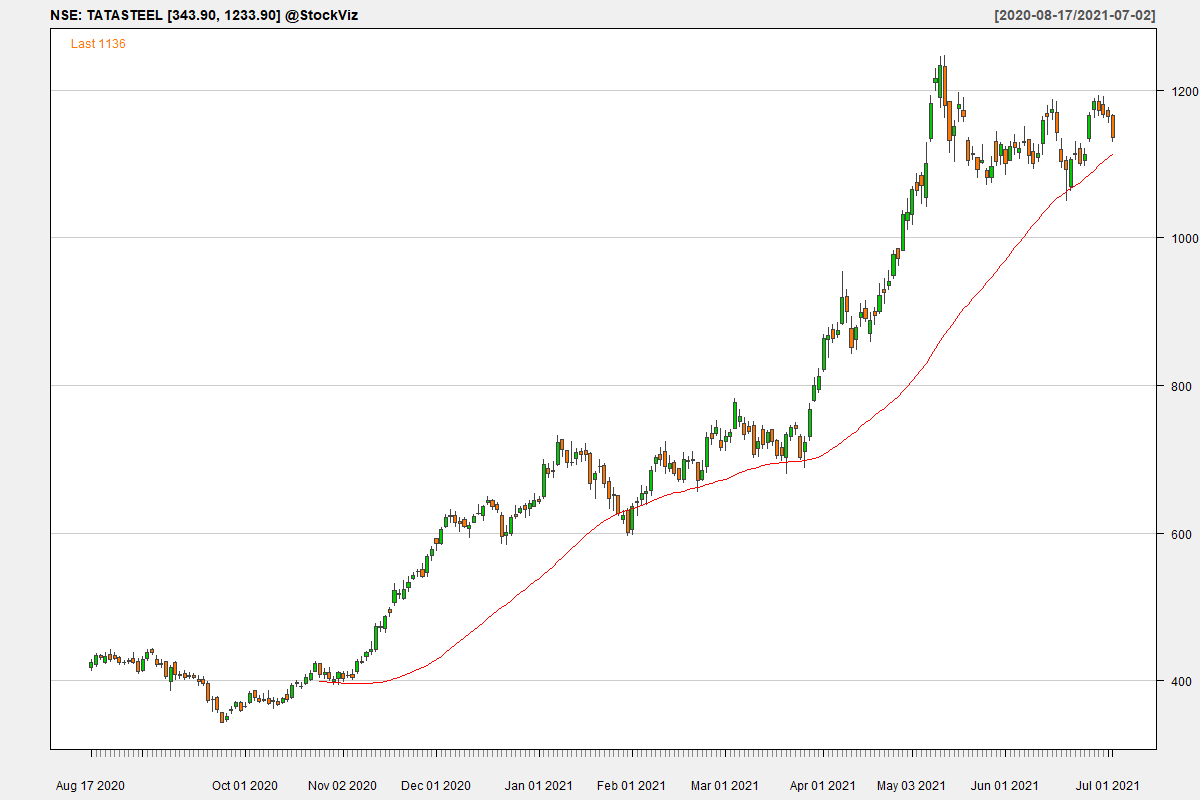 NSE: TATASTEEL [343.90, 1233.90] @StockViz [2020-08-17/2021-07-02]
Last 1136
1200
1000
800
600
400
Aug 17 2020 Oct 01 2020 Nov 02 2020 Dec 01 2020 Jan 01 2021 Feb 01 2021 Mar 01 2021 Apr 01 2021 May 03 2021 Jun 01 2021 Jul 01 2021